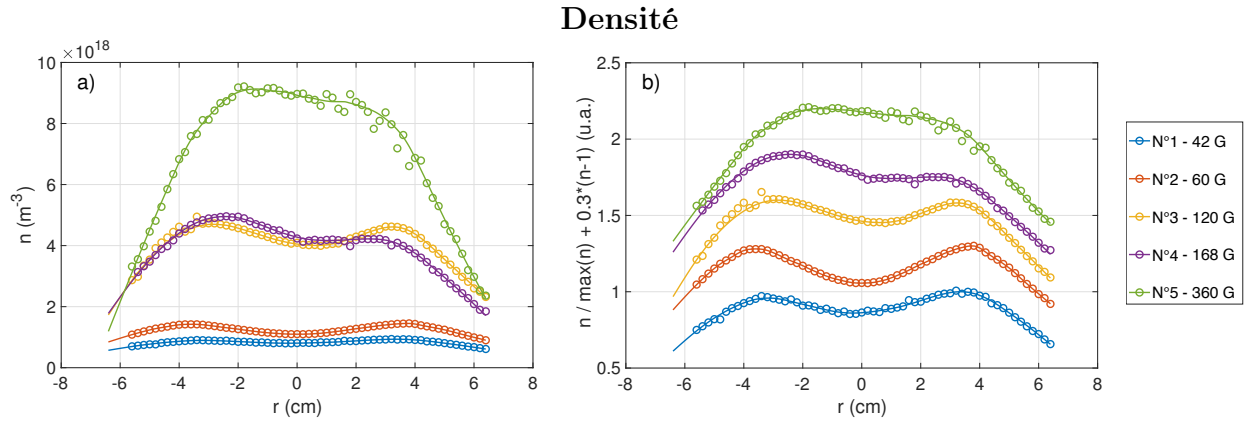 Densité
×10^18
a)
10
8
6
4
2
0
n (m^-3)
-8 -6 -4 -2 0 2 4 6 8
r (cm)
b)
2.5
2
1.5
1
0.5
n / max(n) + 0.3*(n-1) (u.a.)
-8 -6 -4 -2 0 2 4 6 8
r (cm)
N°1 - 42 G
N°2 - 60 G
N°3 - 120 G
N°4 - 168 G
N°5 - 360 G